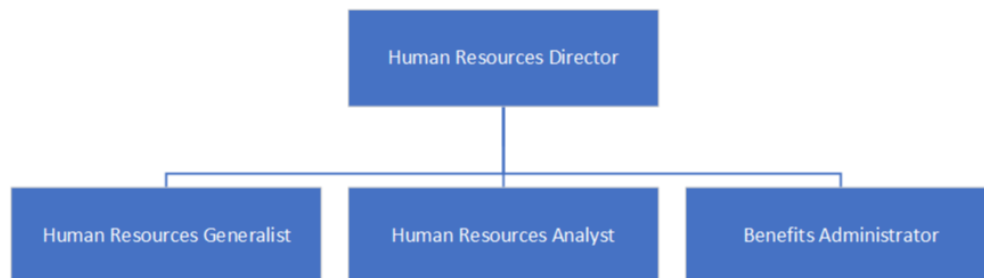 Human Resources Director
Human Resources Generalist
Human Resources Analyst
Benefits Administrator